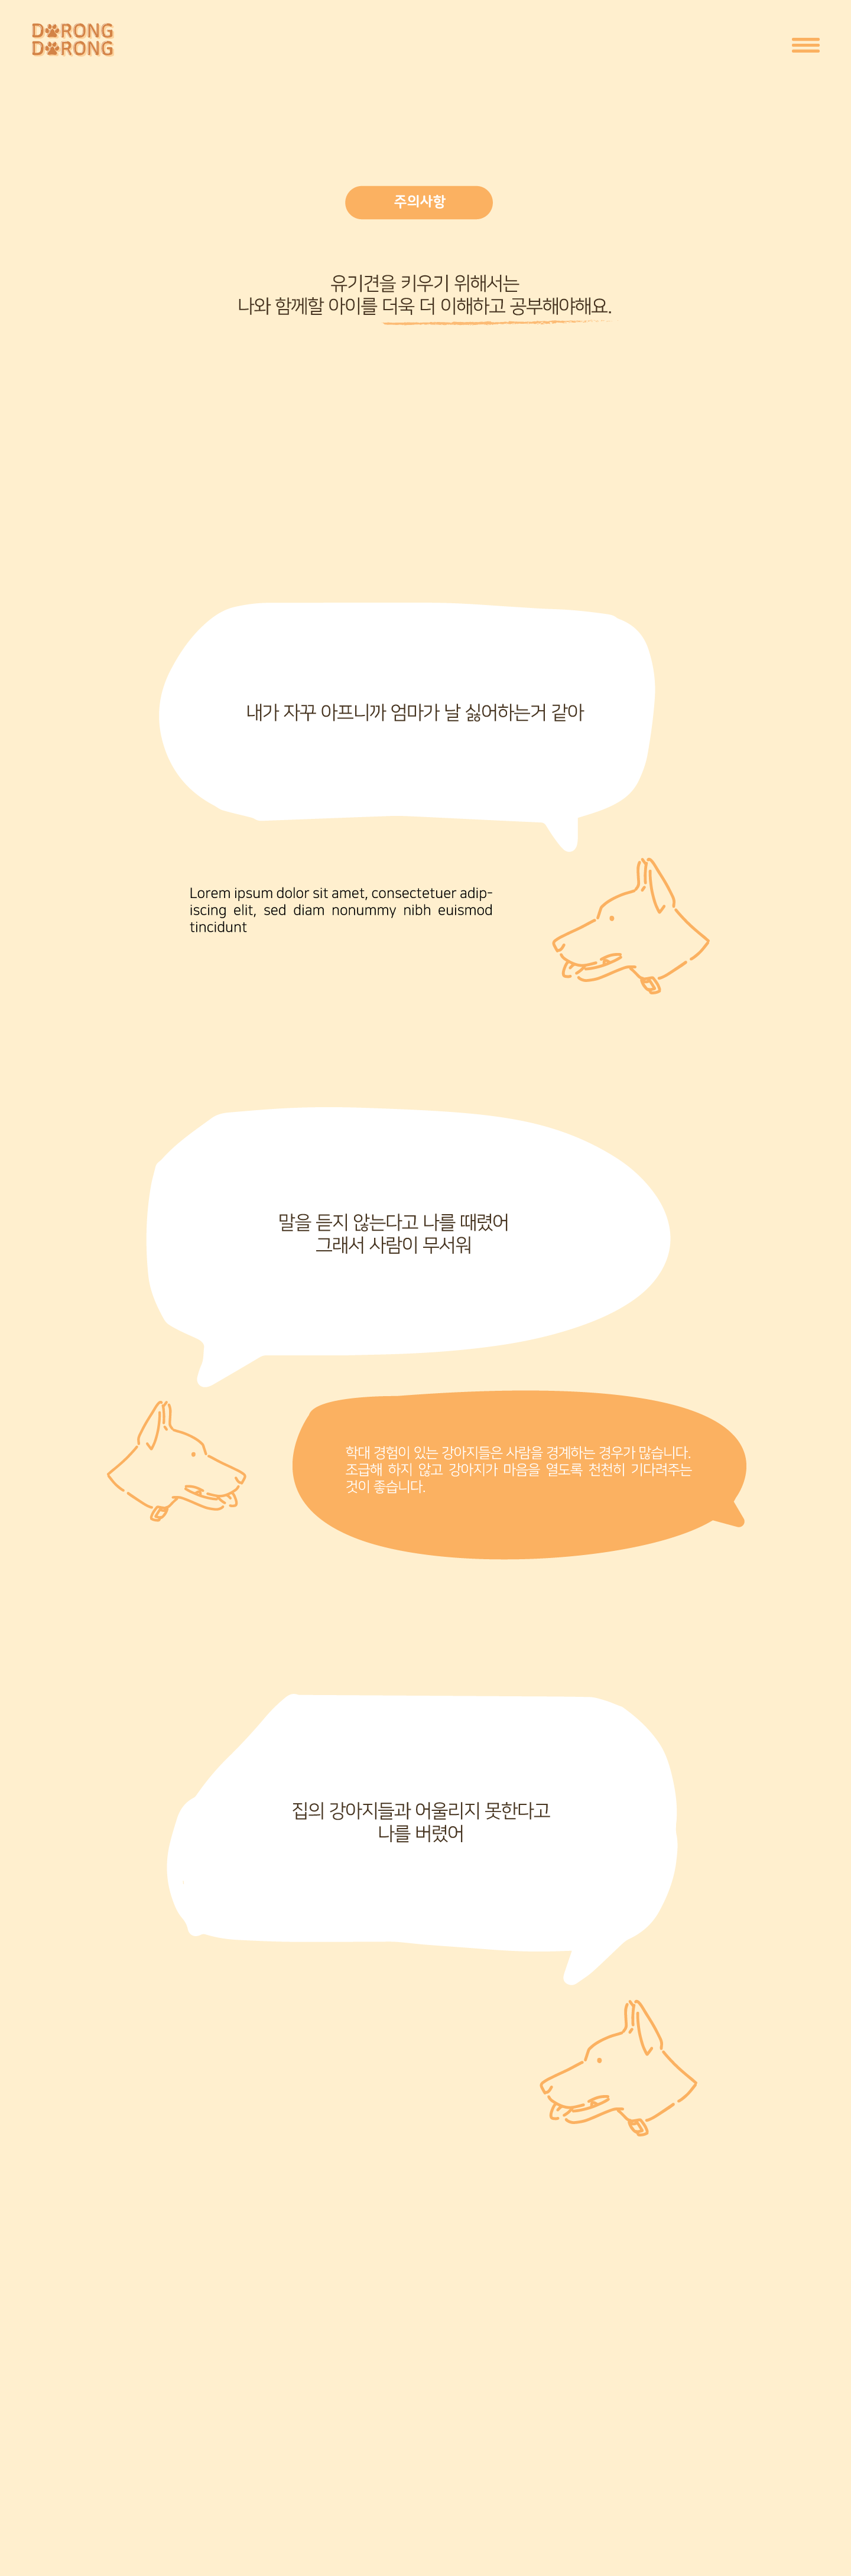 D RONG
D RONG
주의사항
유기견을 키우기 위해서는
나와 함께할 아이를 더욱 더 이해하고 공부해야해요.
내가 자꾸 아프니까 엄마가 날 싫어하는거 같아
Lorem ipsum dolor sit amet, consectetuer adip-
iscing elit, sed diam nonummy nibh euismod
tincidunt
말을 듣지 않는다고 나를 때렸어
그래서 사람이 무서워
학대 경험이 있는 강아지들은 사람을 경계하는 경우가 많습니다.
조급해 하지 않고 강아지가 마음을 열도록 천천히 기다려주는
것이 좋습니다.
집의 강아지들과 어울리지 못한다고
나를 버렸어